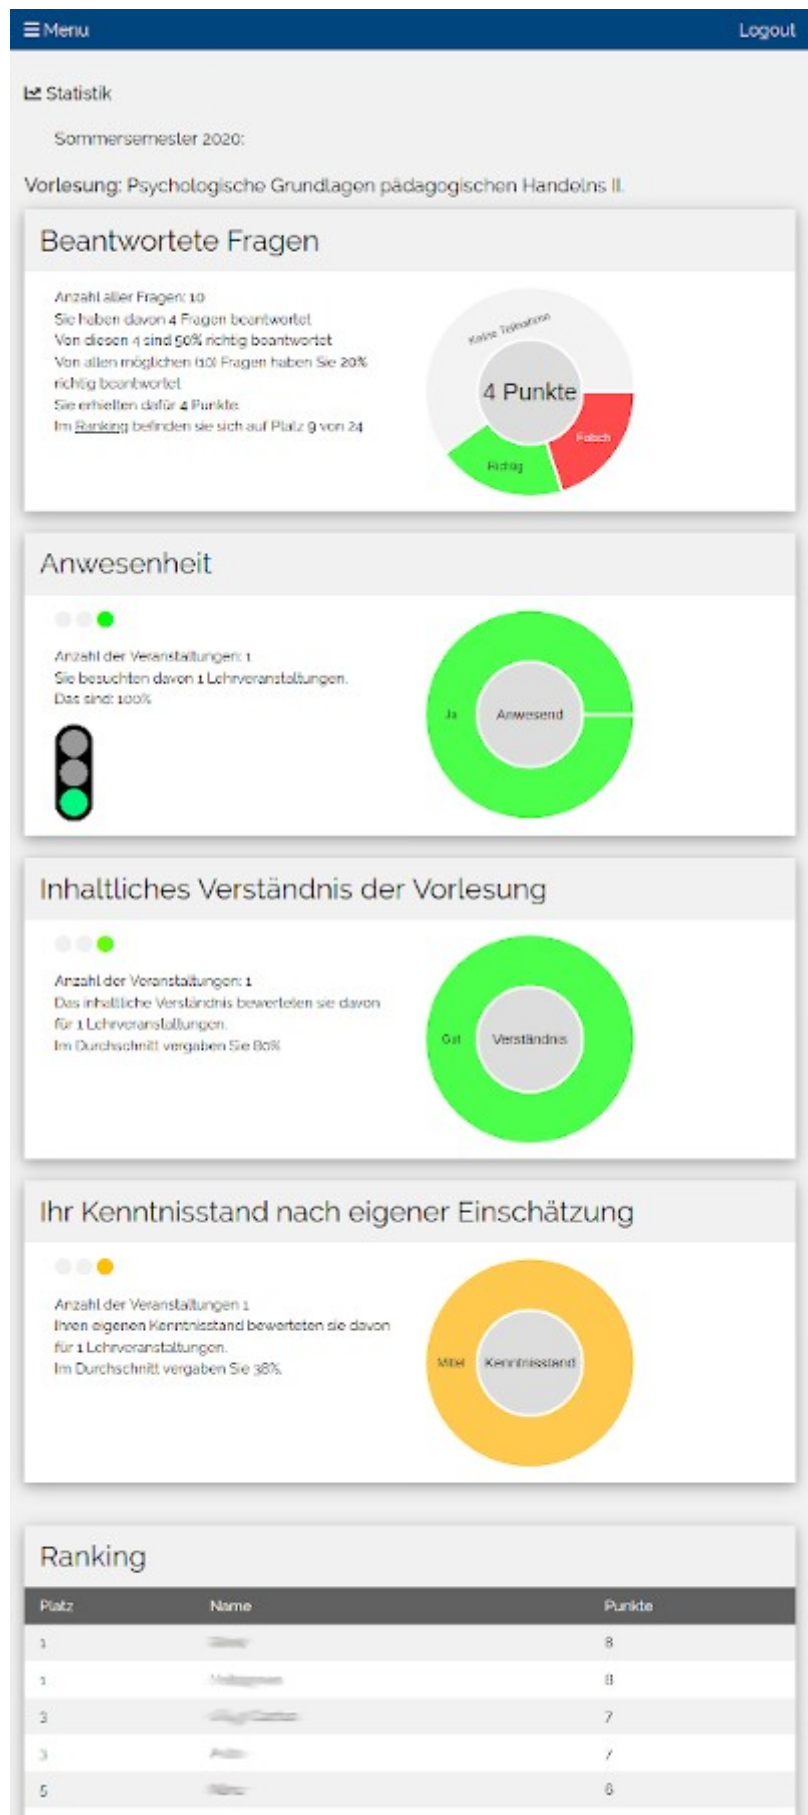 Menu
Logout
Statistik
Sommersemester 2020:
Vorlesung: Psychologische Grundlagen pädagogischen Handelns II.
Beantwortete Fragen
Anzahl aller Fragen: 10
Sie haben davon 4 Fragen beantwortet
Von diesen 4 sind 50% richtig beantwortet
Von allen möglichen (10) Fragen haben Sie 20%
richtig beantwortet
Sie erhielten dafür 4 Punkte
Im Ranking befinden sie sich auf Platz 9 von 24
Keine Teilnahme
4 Punkte
Falsch
Richtig
Anwesenheit
Anzahl der Veranstaltungen: 1
Sie besuchten davon 1 Lehrveranstaltungen.
Das sind: 100%
Ja
Anwesend
Inhaltliches Verständnis der Vorlesung
Anzahl der Veranstaltungen: 1
Das inhaltliche Verständnis bewerteten sie davon
für 1 Lehrveranstaltungen.
Im Durchschnitt vergaben Sie 80%
Gut
Verständnis
Ihr Kenntnisstand nach eigener Einschätzung
Anzahl der Veranstaltungen 1
Ihren eigenen Kenntnisstand bewerteten sie davon
für 1 Lehrveranstaltungen.
Im Durchschnitt vergaben Sie 38%.
Mittel
Kenntnisstand
Ranking
Platz Name Punkte
1 8
1 8
3 7
3 7
5 6